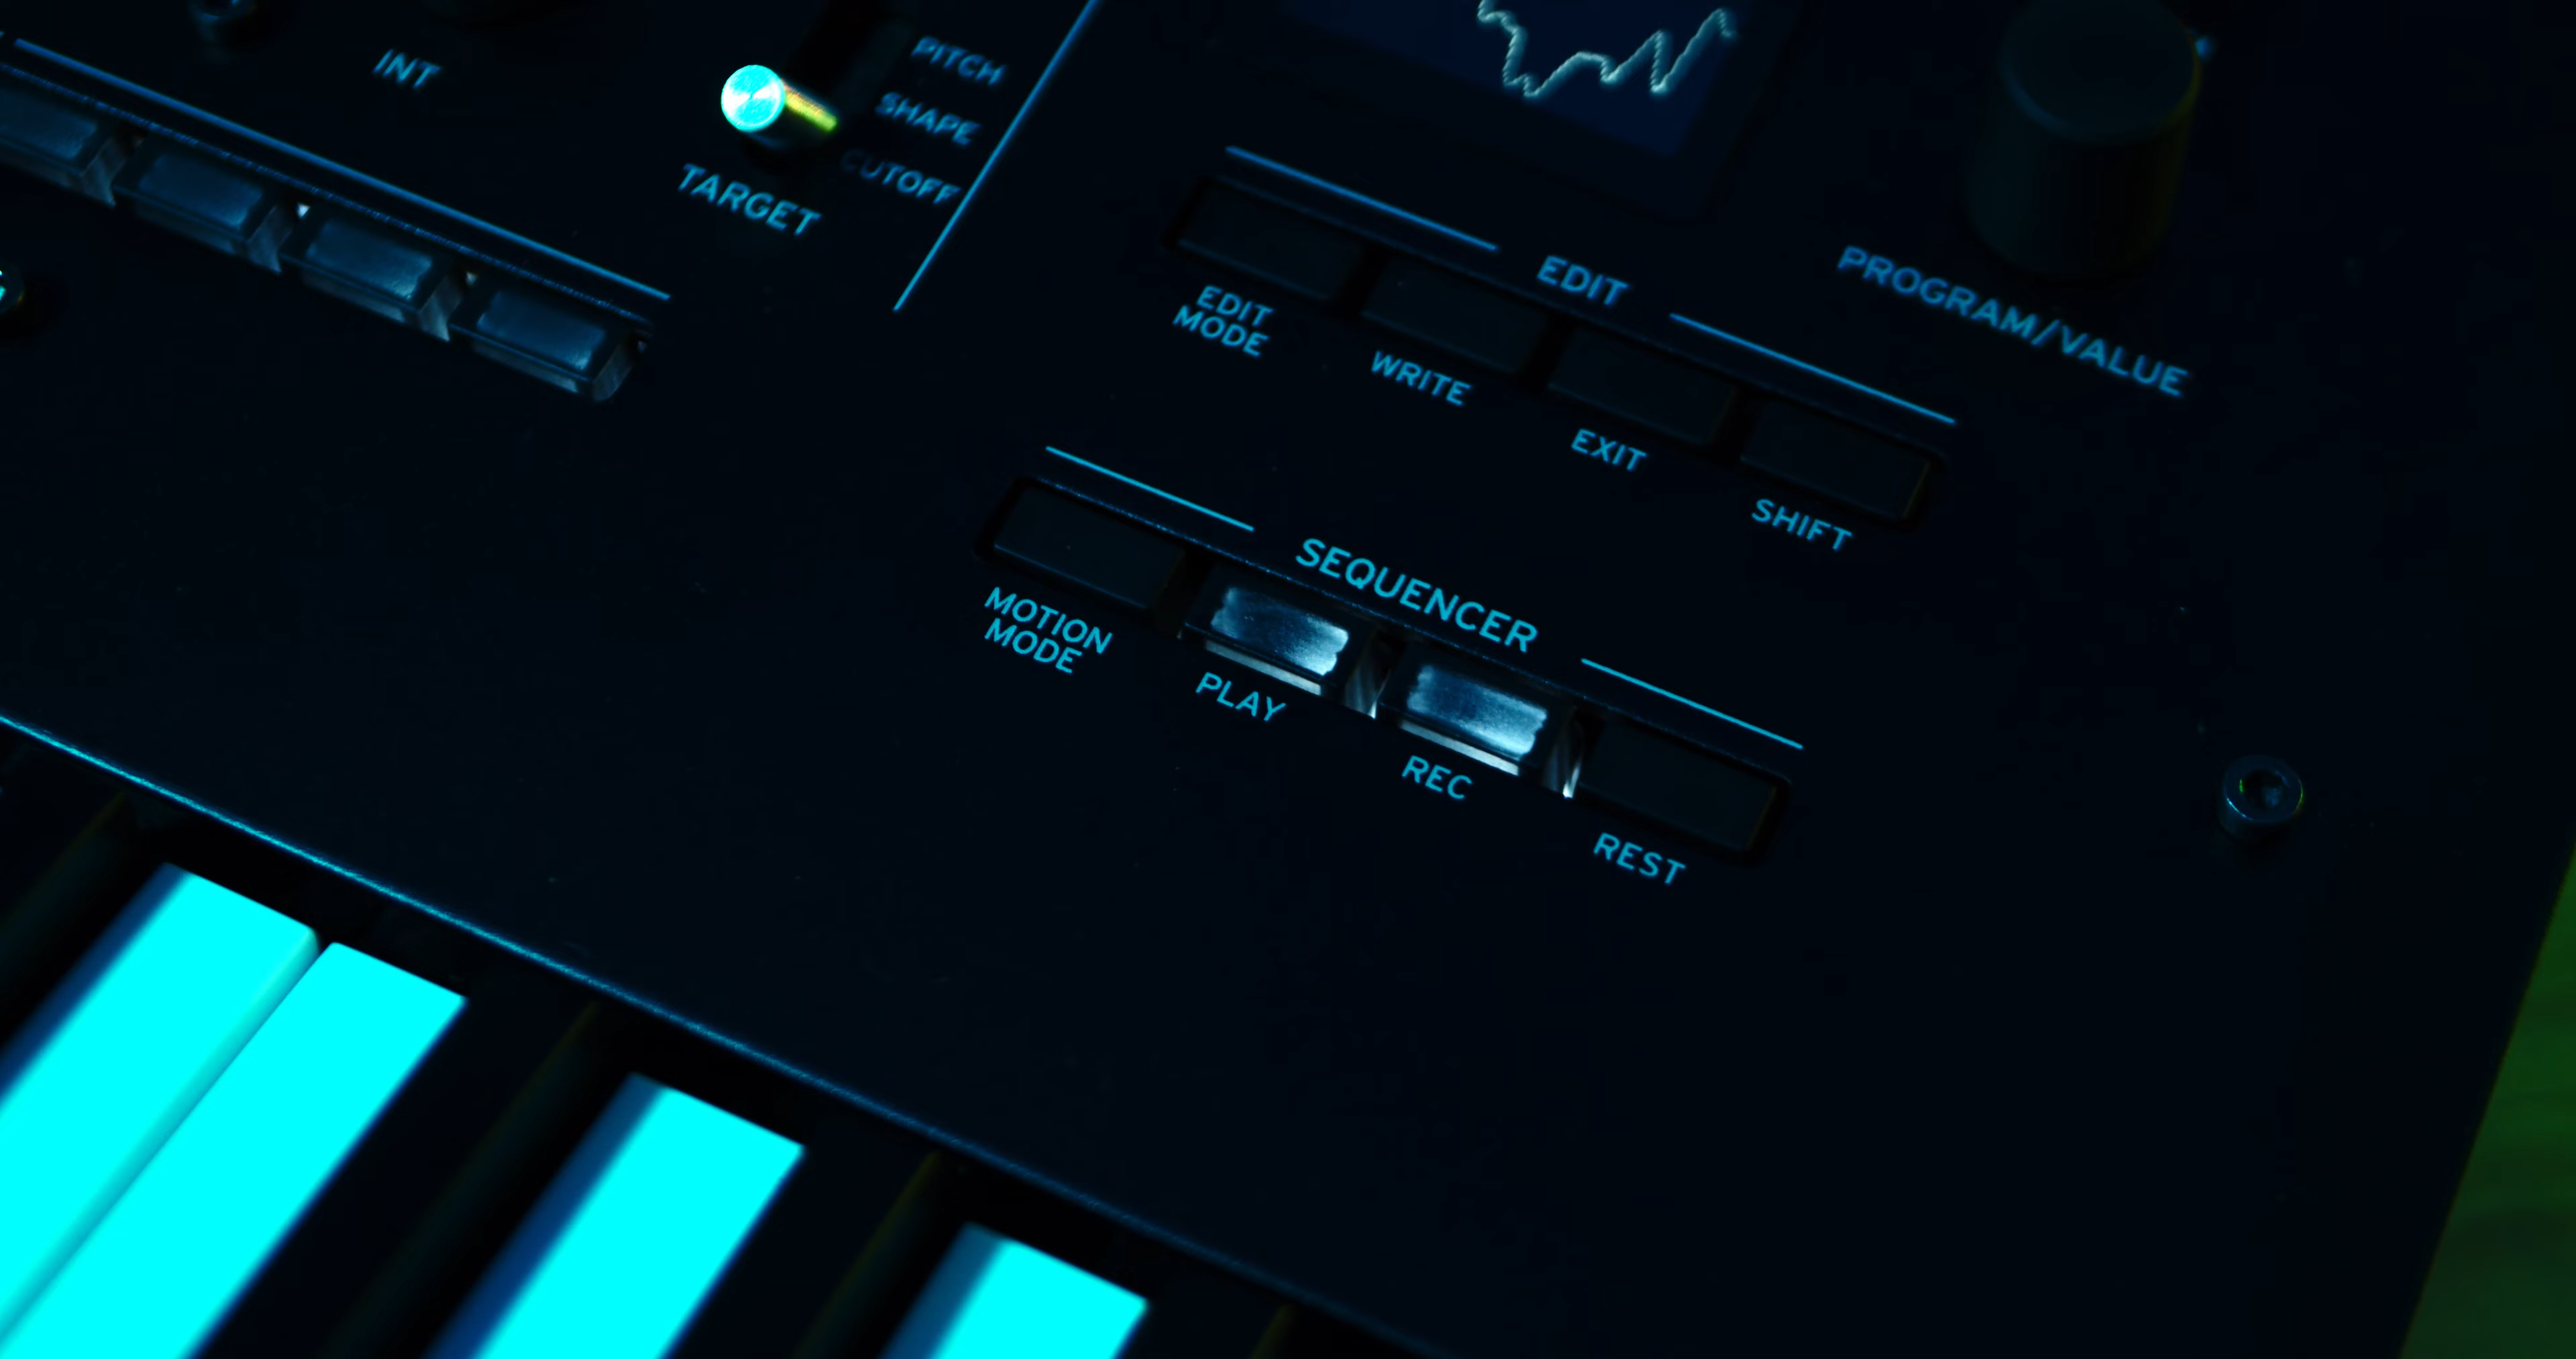 INT
TARGET
PITCH
SHAPE
CUTOFF
EDIT
EDIT
MODE
WRITE
EXIT
SHIFT
PROGRAM/VALUE
SEQUENCER
MOTION
MODE
PLAY
REC
REST